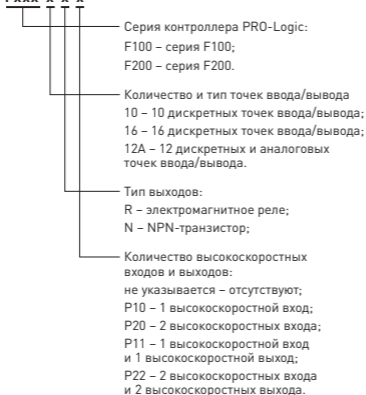 Серия контроллера PRO-Logic:
F100 – серия F100;
F200 – серия F200.
Количество и тип точек ввода/вывода
10 – 10 дискретных точек ввода/вывода;
16 – 16 дискретных точек ввода/вывода;
12A – 12 дискретных и аналоговых
точек ввода/вывода.
Тип выходов:
R – электромагнитное реле;
N – NPN-транзистор;
Количество высокоскоростных
входов и выходов:
не указывается – отсутствуют;
P10 – 1 высокоскоростной вход;
P20 – 2 высокоскоростных входа;
P11 – 1 высокоскоростной вход
и 1 высокоскоростной выход;
P22 – 2 высокоскоростных входа
и 2 высокоскоростных выхода.